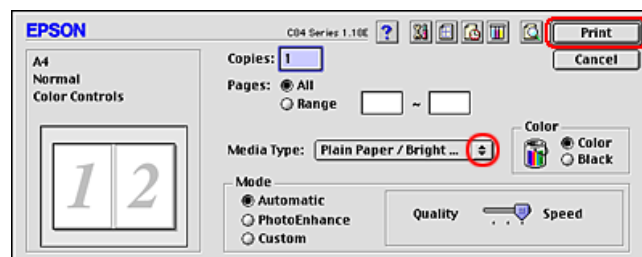 EPSON
C84 Series 1.10E
?
Print
A4
Normal
Color Controls
1 2
Copies: 1
Cancel
Pages: All
Range ~
Media Type: Plain Paper / Bright ...
Color
Color
Black
Mode
Automatic
PhotoEnhance
Custom
Quality Speed